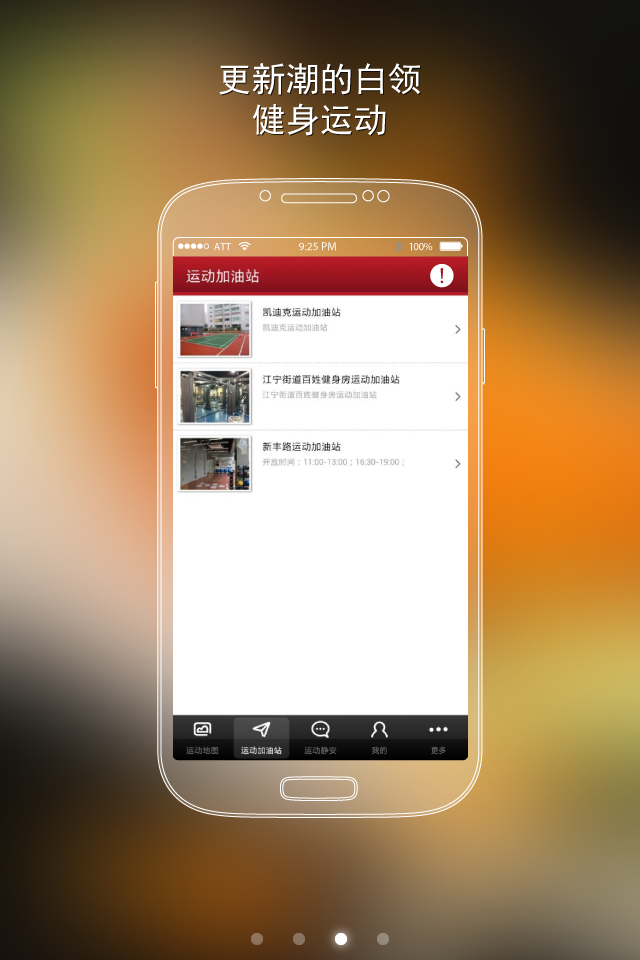 更新潮的白领
健身运动
ATT 9:25 PM 100%
运动加油站
凯迪克运动加油站
凯迪克运动加油站
江宁街道百姓健身房运动加油站
江宁街道百姓健身房运动加油站
新丰路运动加油站
开放时间：11:00-13:00；16:30-19:00；
运动地图 运动加油站 运动静安 我的 更多